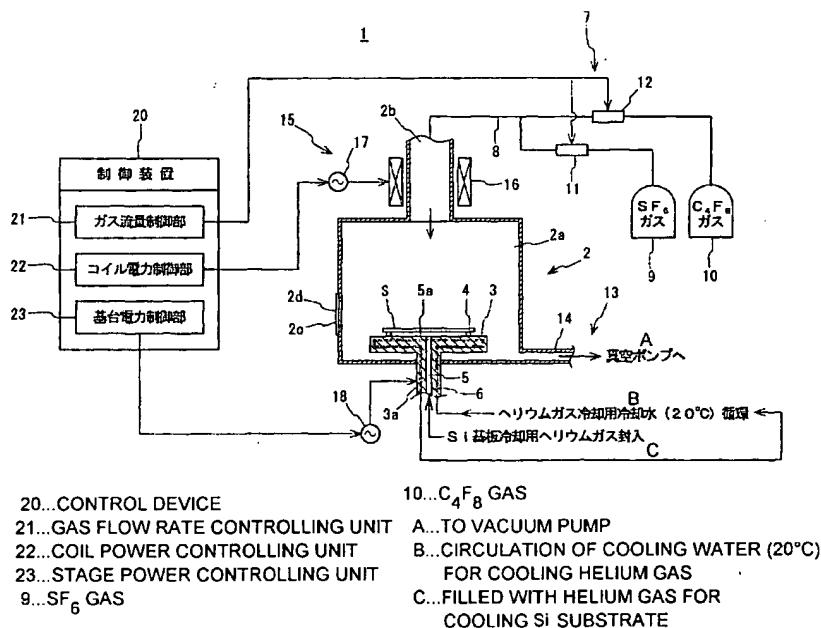 1
7
12
20
2b
15
17
8
制御装置
16
11
21
ガス流量制御部
SF6
ガス
C4F8
ガス
22
コイル電力制御部
2a
2
9
10
23
基台電力制御部
2d
2c
S
5a
4
3
14
13
A
真空ポンプへ
5
6
3a
18
B
ヘリウムガス冷却用冷却水(20℃)循環
Si基板冷却用ヘリウムガス封入
C
20...CONTROL DEVICE
21...GAS FLOW RATE CONTROLLING UNIT
22...COIL POWER CONTROLLING UNIT
23...STAGE POWER CONTROLLING UNIT
9...SF6 GAS
10...C4F8 GAS
A...TO VACUUM PUMP
B...CIRCULATION OF COOLING WATER (20°C)
FOR COOLING HELIUM GAS
C...FILLED WITH HELIUM GAS FOR
COOLING Si SUBSTRATE